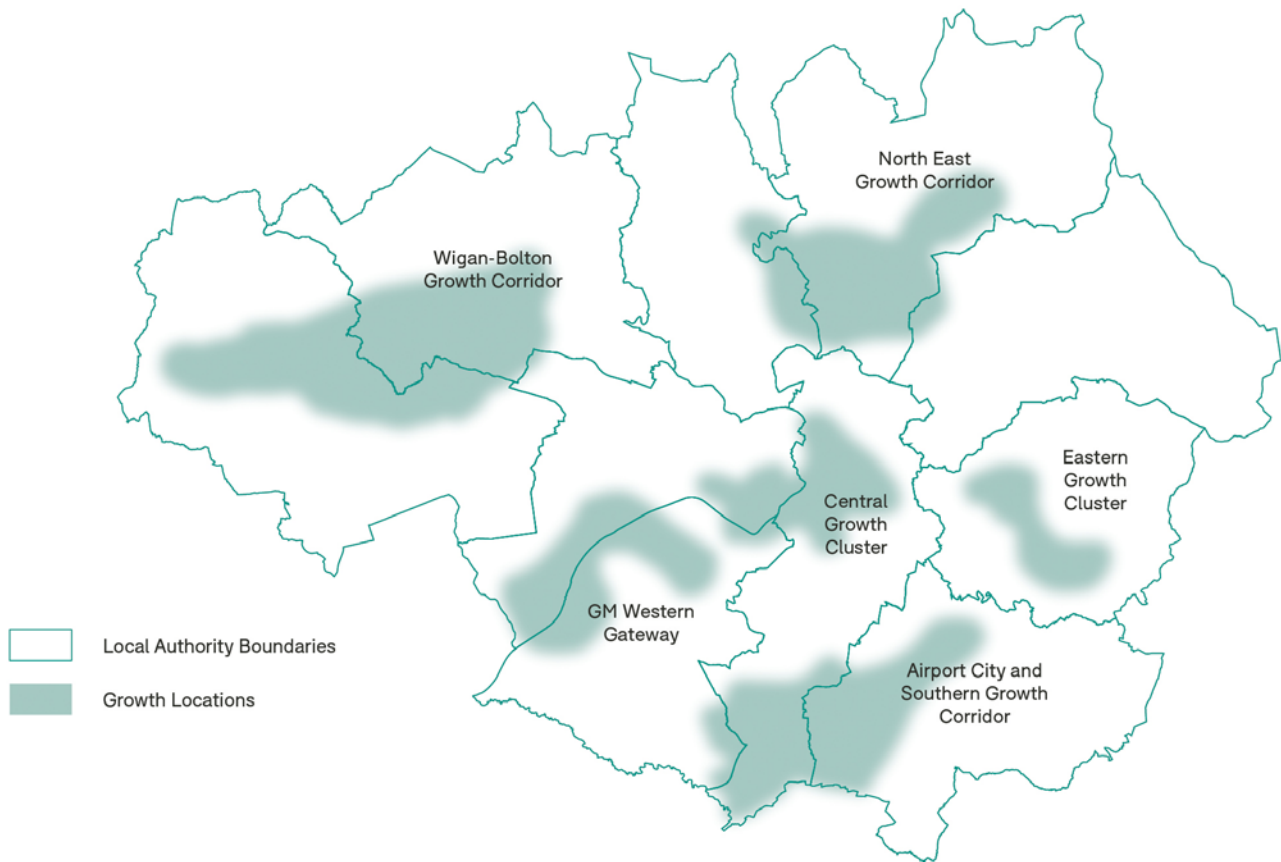 North East
Growth Corridor
Wigan-Bolton
Growth Corridor
Eastern
Growth
Cluster
Central
Growth
Cluster
GM Western
Gateway
Airport City and
Southern Growth
Corridor
Local Authority Boundaries
Growth Locations